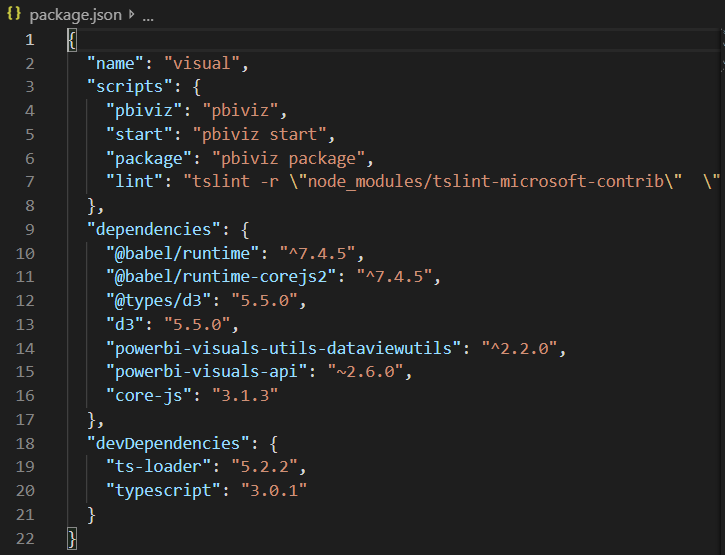 {} package.json > ...
1 {
2 "name": "visual",
3 "scripts": {
4 "pbiviz": "pbiviz",
5 "start": "pbiviz start",
6 "package": "pbiviz package",
7 "lint": "tslint -r \"node_modules/tslint-microsoft-contrib\"  \"
8 },
9 "dependencies": {
10 "@babel/runtime": "^7.4.5",
11 "@babel/runtime-corejs2": "^7.4.5",
12 "@types/d3": "5.5.0",
13 "d3": "5.5.0",
14 "powerbi-visuals-utils-dataviewutils": "^2.2.0",
15 "powerbi-visuals-api": "~2.6.0",
16 "core-js": "3.1.3"
17 },
18 "devDependencies": {
19 "ts-loader": "5.2.2",
20 "typescript": "3.0.1"
21 }
22 }